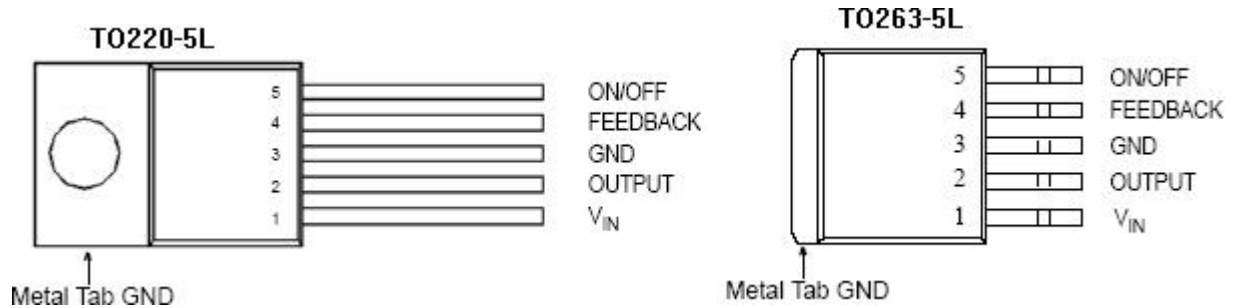 TO220-5L
5 ON/OFF
4 FEEDBACK
3 GND
2 OUTPUT
1 VIN
Metal Tab GND
TO263-5L
5 ON/OFF
4 FEEDBACK
3 GND
2 OUTPUT
1 VIN
Metal Tab GND